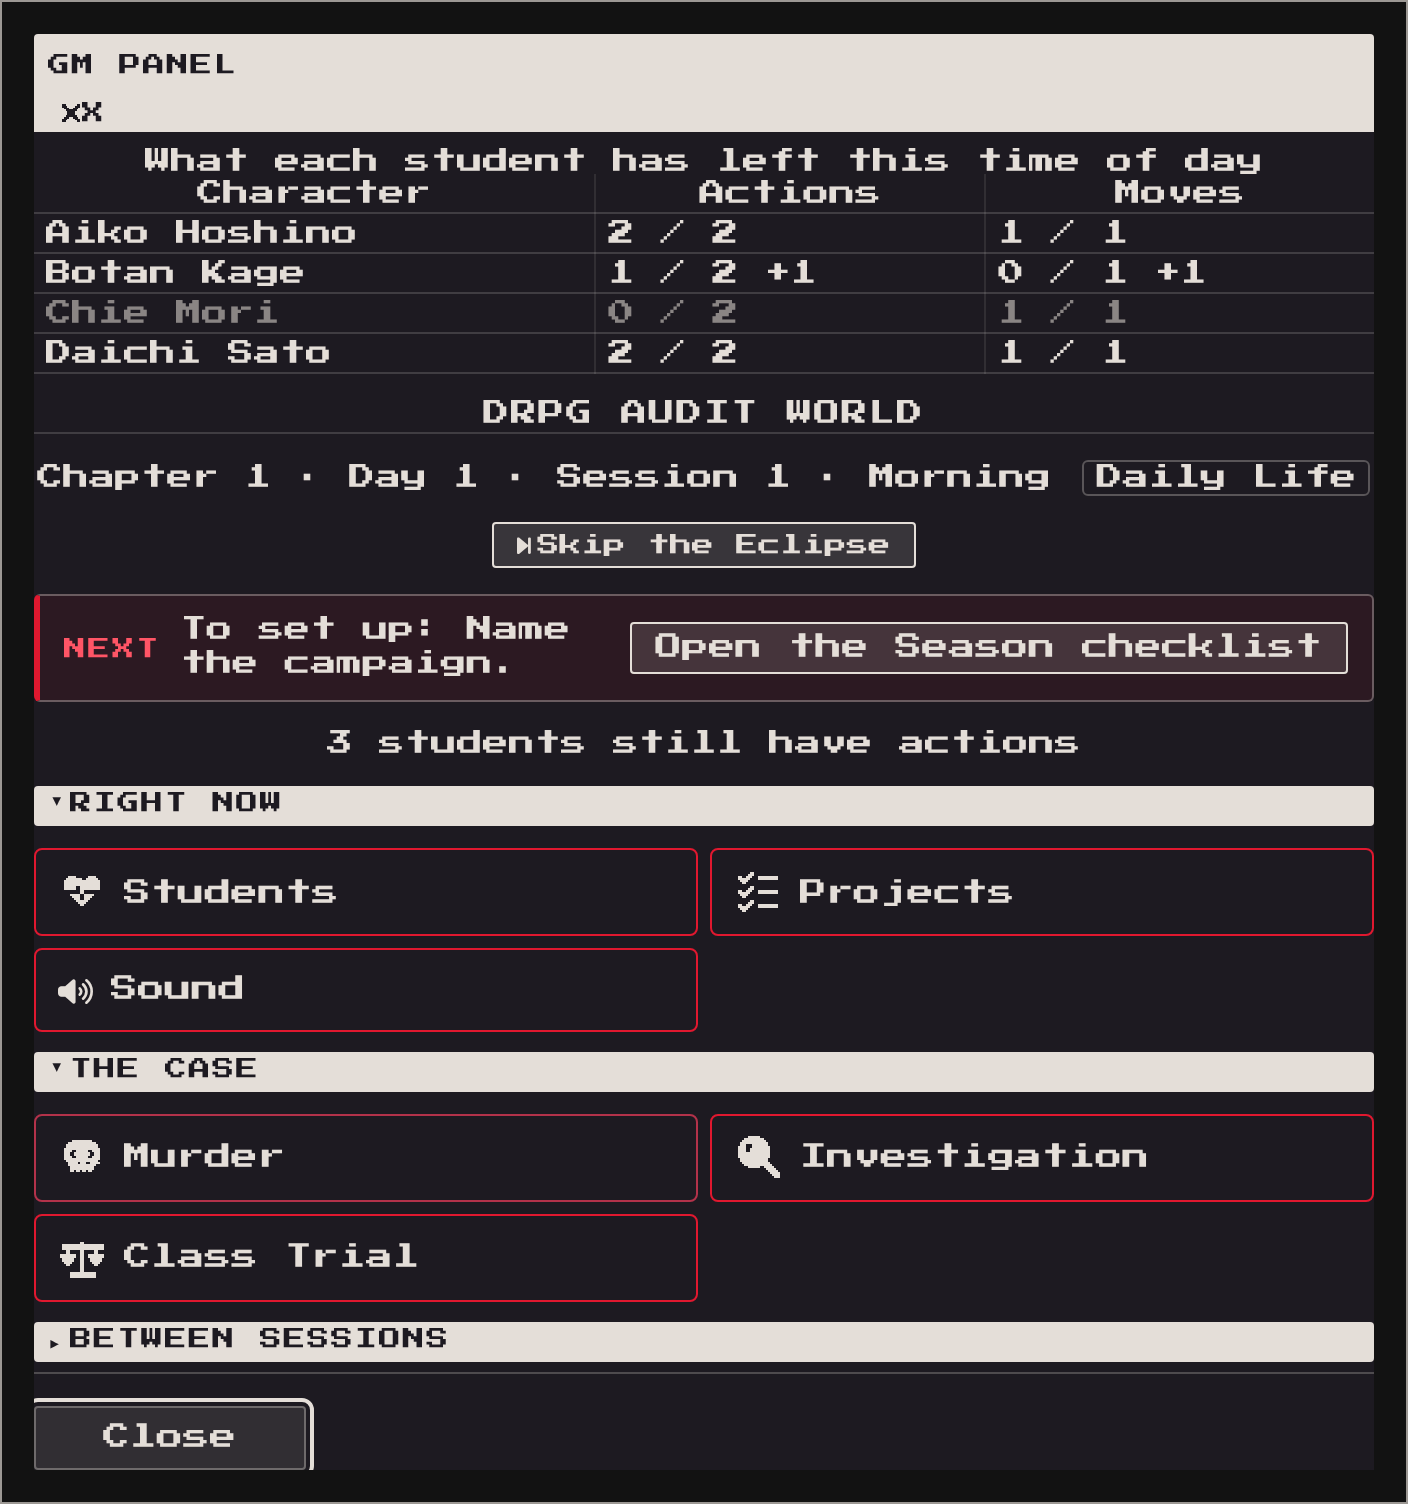 GM PANEL
xX
What each student has left this time of day
Character Actions Moves
Aiko Hoshino 2 / 2 1 / 1
Botan Kage 1 / 2 +1 0 / 1 +1
Chie Mori 0 / 2 1 / 1
Daichi Sato 2 / 2 1 / 1
DRPG AUDIT WORLD
Chapter 1 · Day 1 · Session 1 · Morning Daily Life
Skip the Eclipse
NEXT To set up: Name the campaign. Open the Season checklist
3 students still have actions
▾ RIGHT NOW
Students Projects
Sound
▾ THE CASE
Murder Investigation
Class Trial
▸ BETWEEN SESSIONS
Close